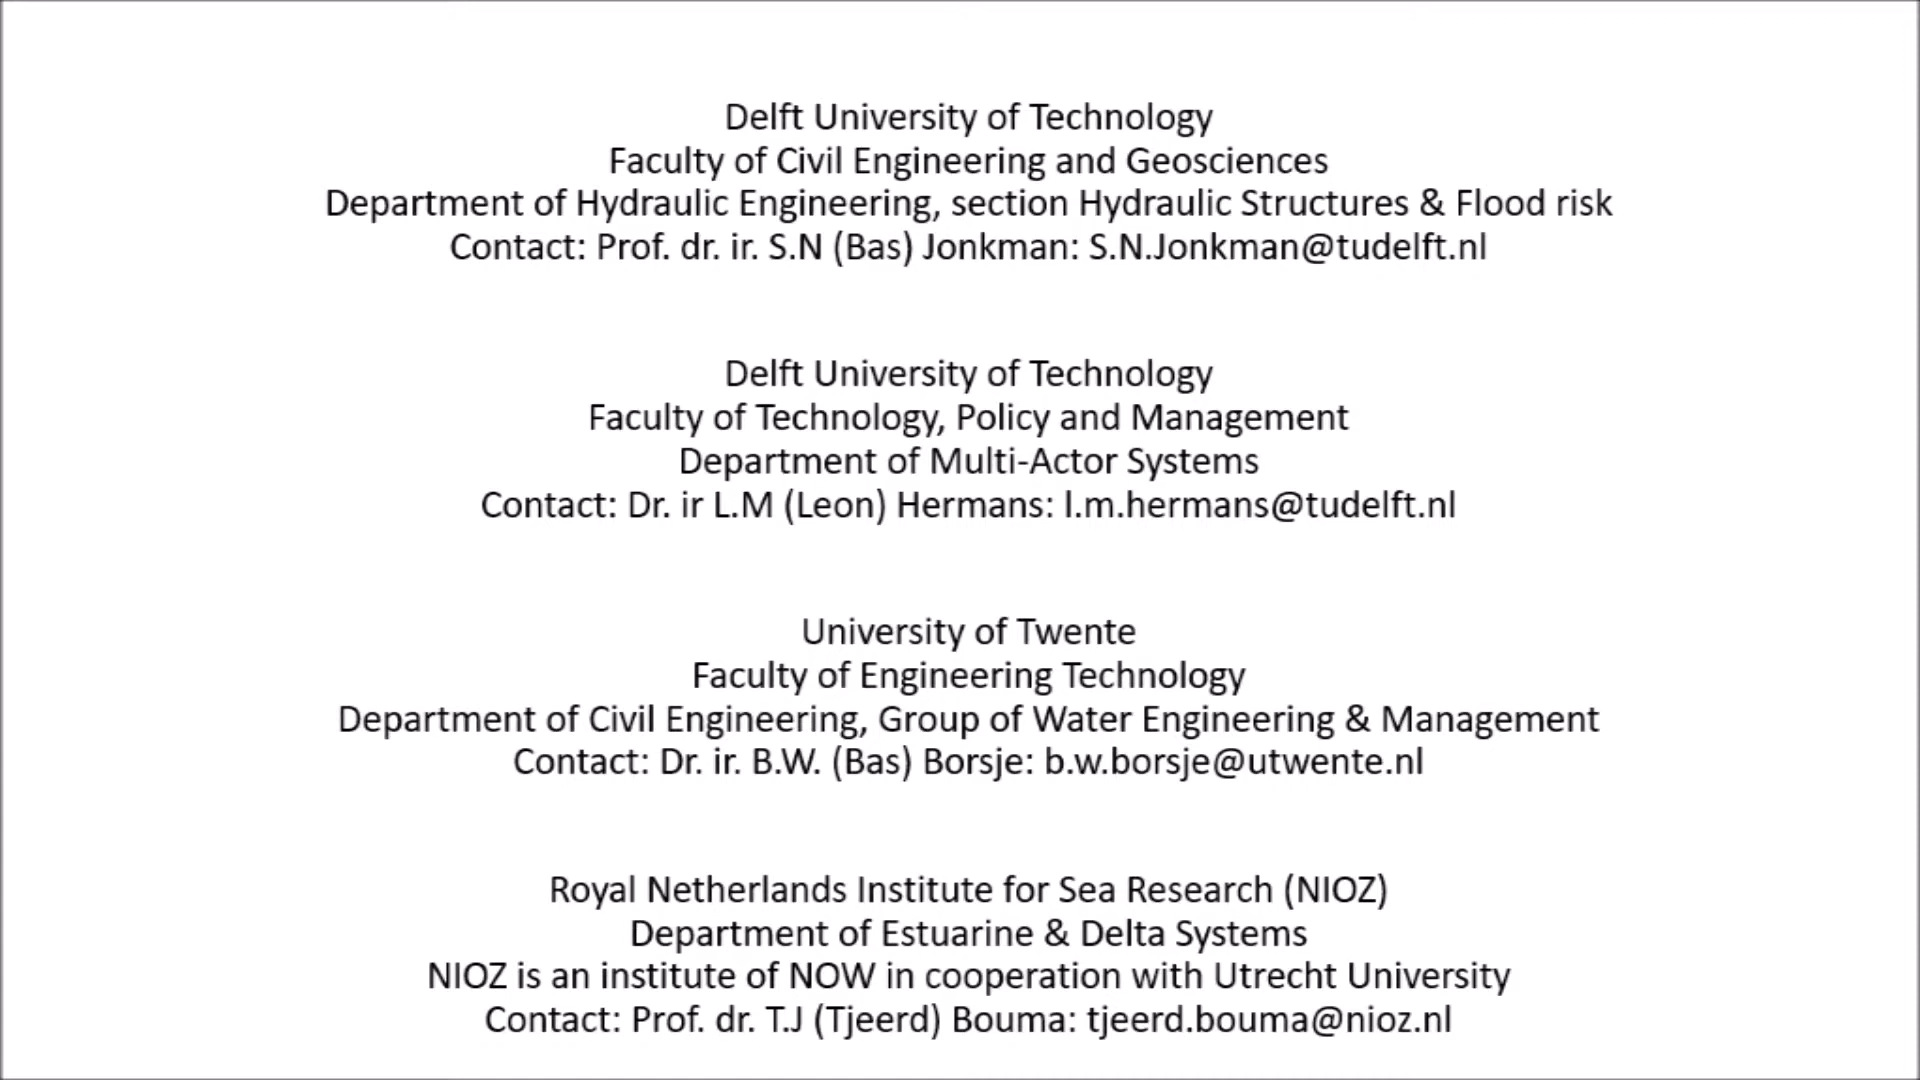 Delft University of Technology
Faculty of Civil Engineering and Geosciences
Department of Hydraulic Engineering, section Hydraulic Structures & Flood risk
Contact: Prof. dr. ir. S.N (Bas) Jonkman: S.N.Jonkman@tudelft.nl
Delft University of Technology
Faculty of Technology, Policy and Management
Department of Multi-Actor Systems
Contact: Dr. ir L.M (Leon) Hermans: l.m.hermans@tudelft.nl
University of Twente
Faculty of Engineering Technology
Department of Civil Engineering, Group of Water Engineering & Management
Contact: Dr. ir. B.W. (Bas) Borsje: b.w.borsje@utwente.nl
Royal Netherlands Institute for Sea Research (NIOZ)
Department of Estuarine & Delta Systems
NIOZ is an institute of NOW in cooperation with Utrecht University
Contact: Prof. dr. T.J (Tjeerd) Bouma: tjeerd.bouma@nioz.nl